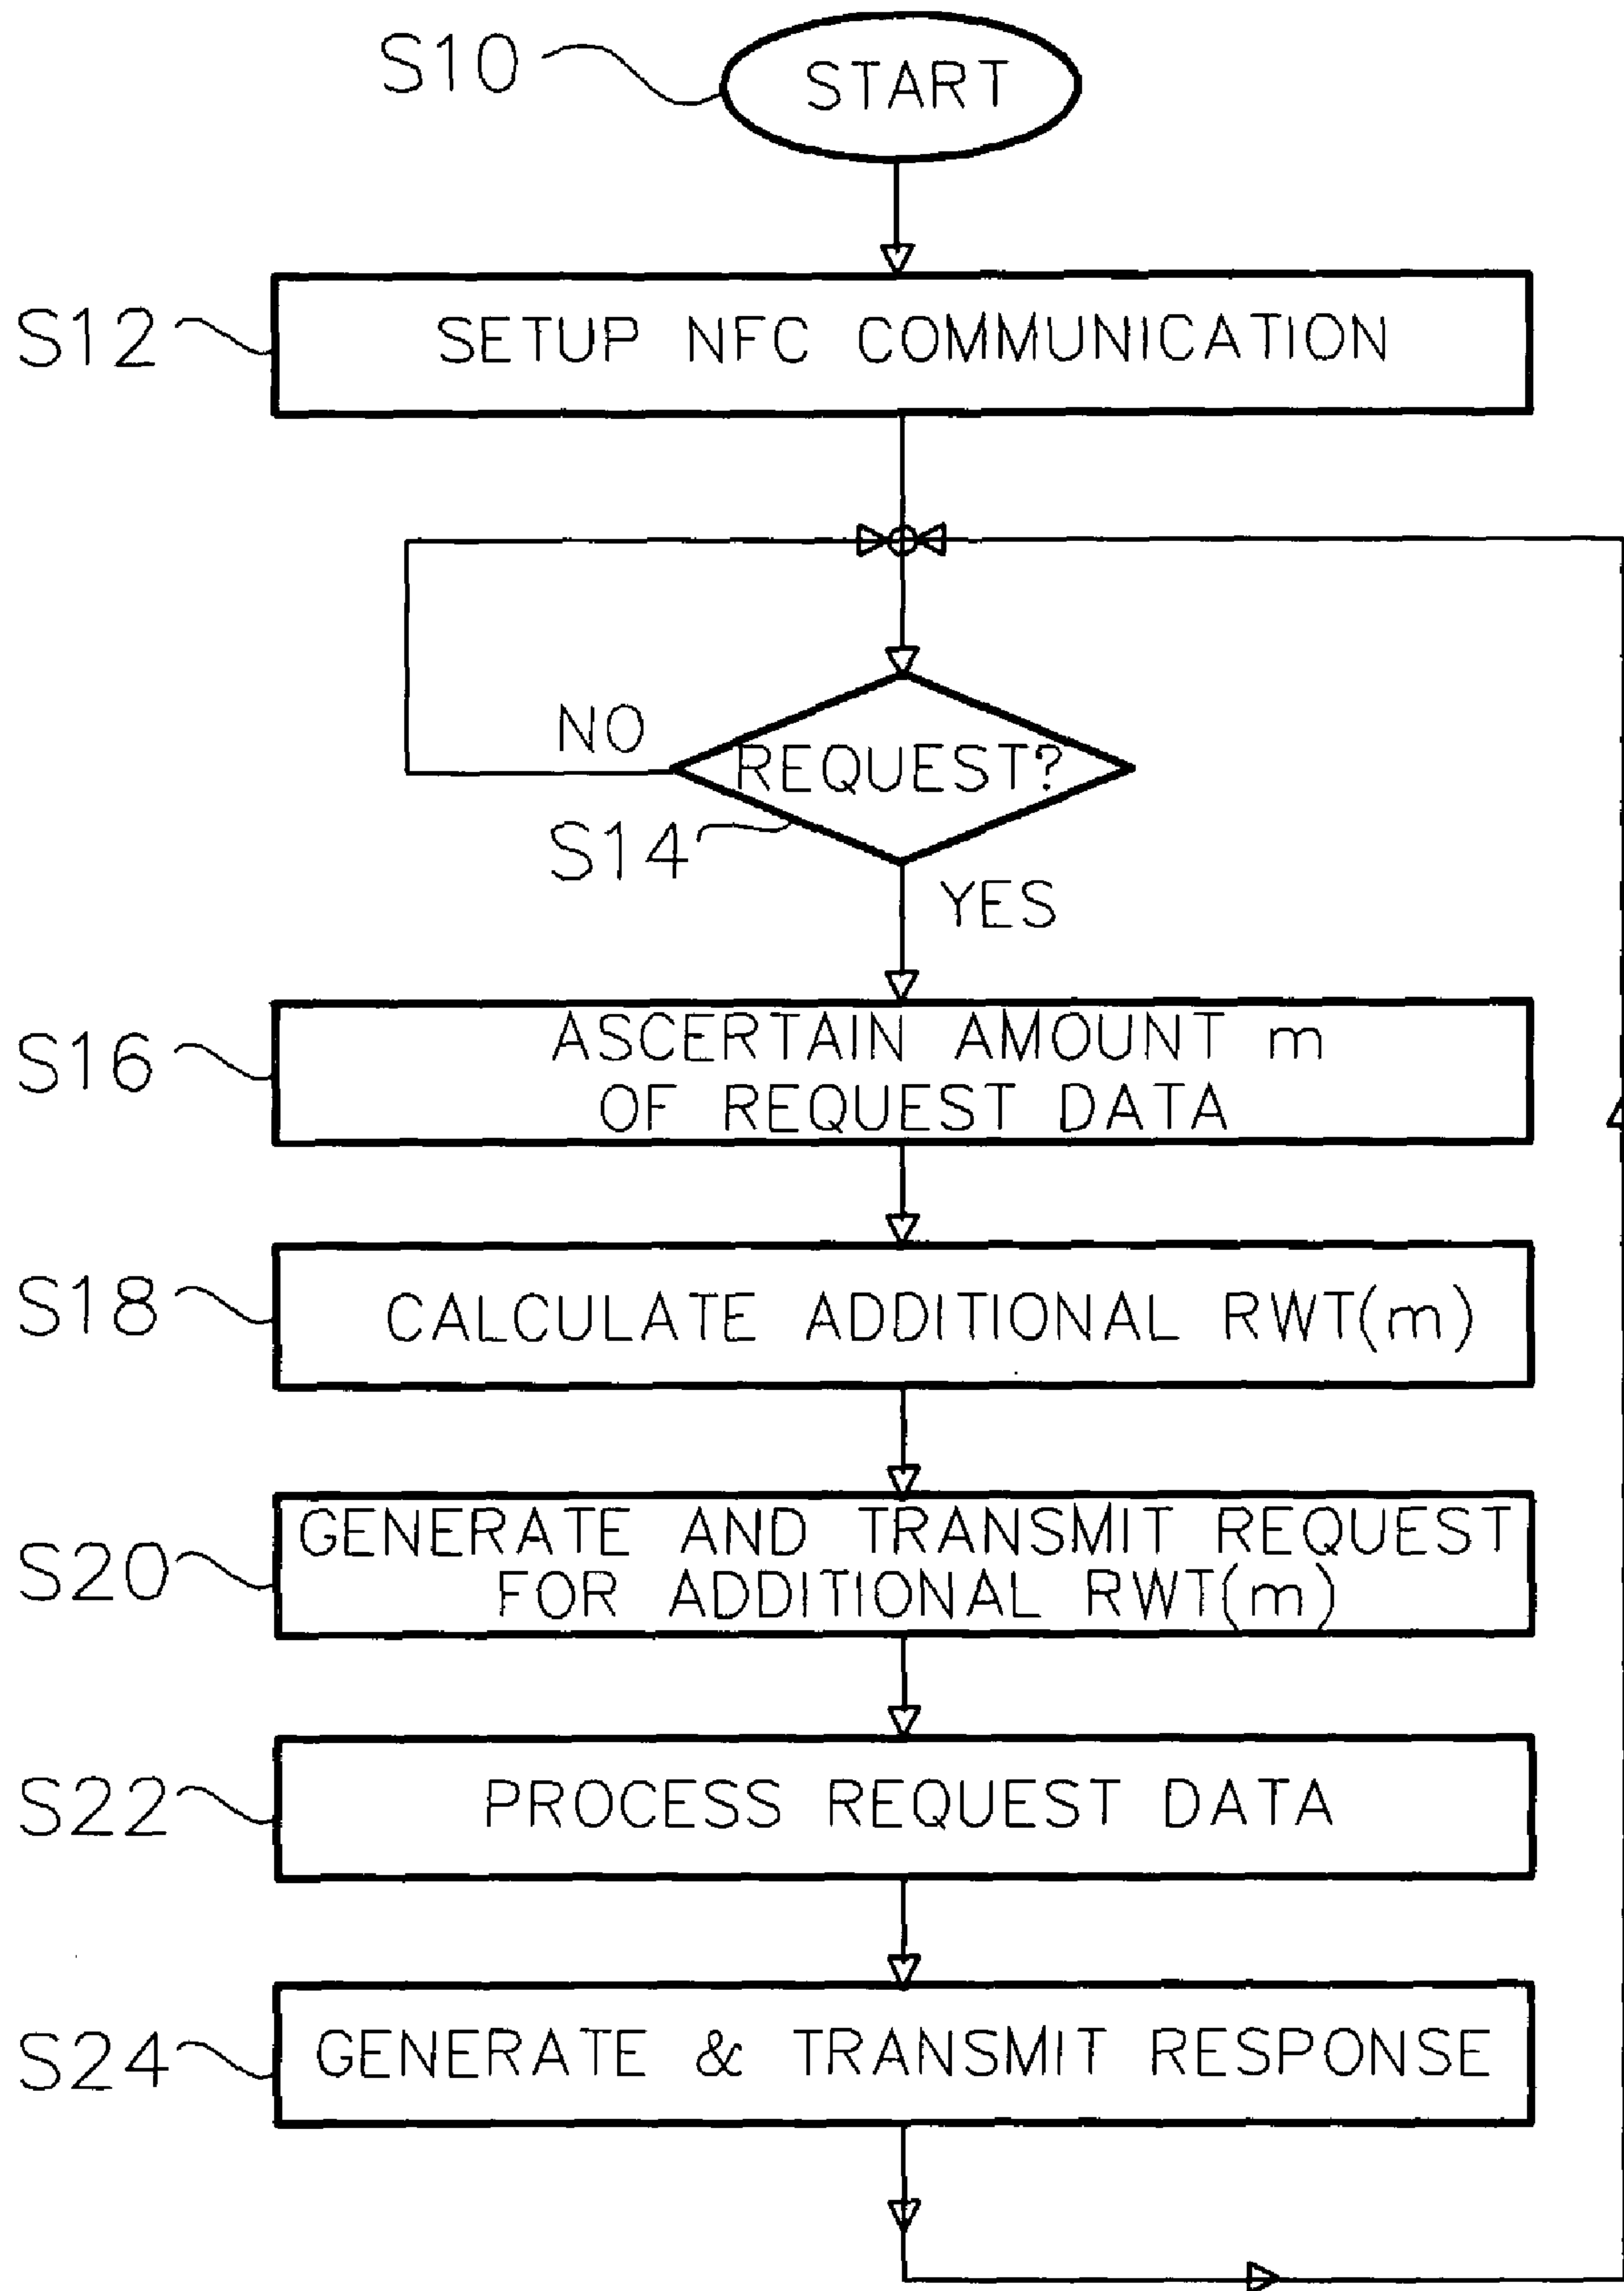 S10
START
S12
SETUP NFC COMMUNICATION
NO
REQUEST?
S14
YES
S16
ASCERTAIN AMOUNT m
OF REQUEST DATA
S18
CALCULATE ADDITIONAL RWT(m)
S20
GENERATE AND TRANSMIT REQUEST
FOR ADDITIONAL RWT(m)
S22
PROCESS REQUEST DATA
S24
GENERATE & TRANSMIT RESPONSE